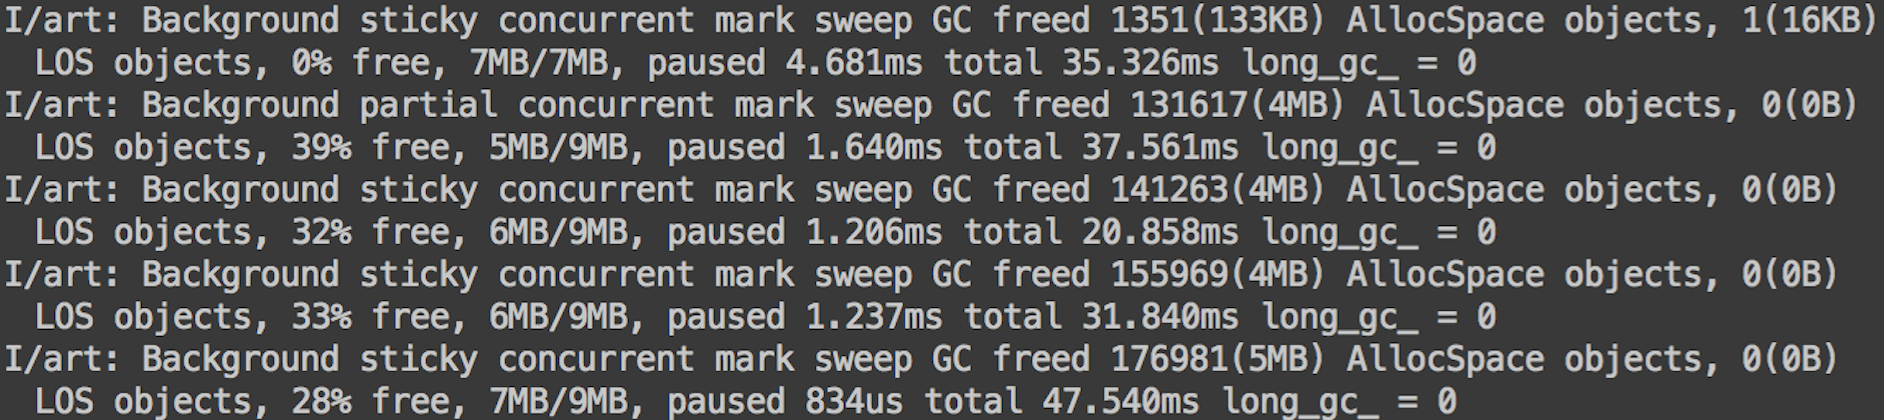 I/art: Background sticky concurrent mark sweep GC freed 1351(133KB) AllocSpace objects, 1(16KB)
LOS objects, 0% free, 7MB/7MB, paused 4.681ms total 35.326ms long_gc_ = 0
I/art: Background partial concurrent mark sweep GC freed 131617(4MB) AllocSpace objects, 0(0B)
LOS objects, 39% free, 5MB/9MB, paused 1.640ms total 37.561ms long_gc_ = 0
I/art: Background sticky concurrent mark sweep GC freed 141263(4MB) AllocSpace objects, 0(0B)
LOS objects, 32% free, 6MB/9MB, paused 1.206ms total 20.858ms long_gc_ = 0
I/art: Background sticky concurrent mark sweep GC freed 155969(4MB) AllocSpace objects, 0(0B)
LOS objects, 33% free, 6MB/9MB, paused 1.237ms total 31.840ms long_gc_ = 0
I/art: Background sticky concurrent mark sweep GC freed 176981(5MB) AllocSpace objects, 0(0B)
LOS objects, 28% free, 7MB/9MB, paused 834us total 47.540ms long_gc_ = 0